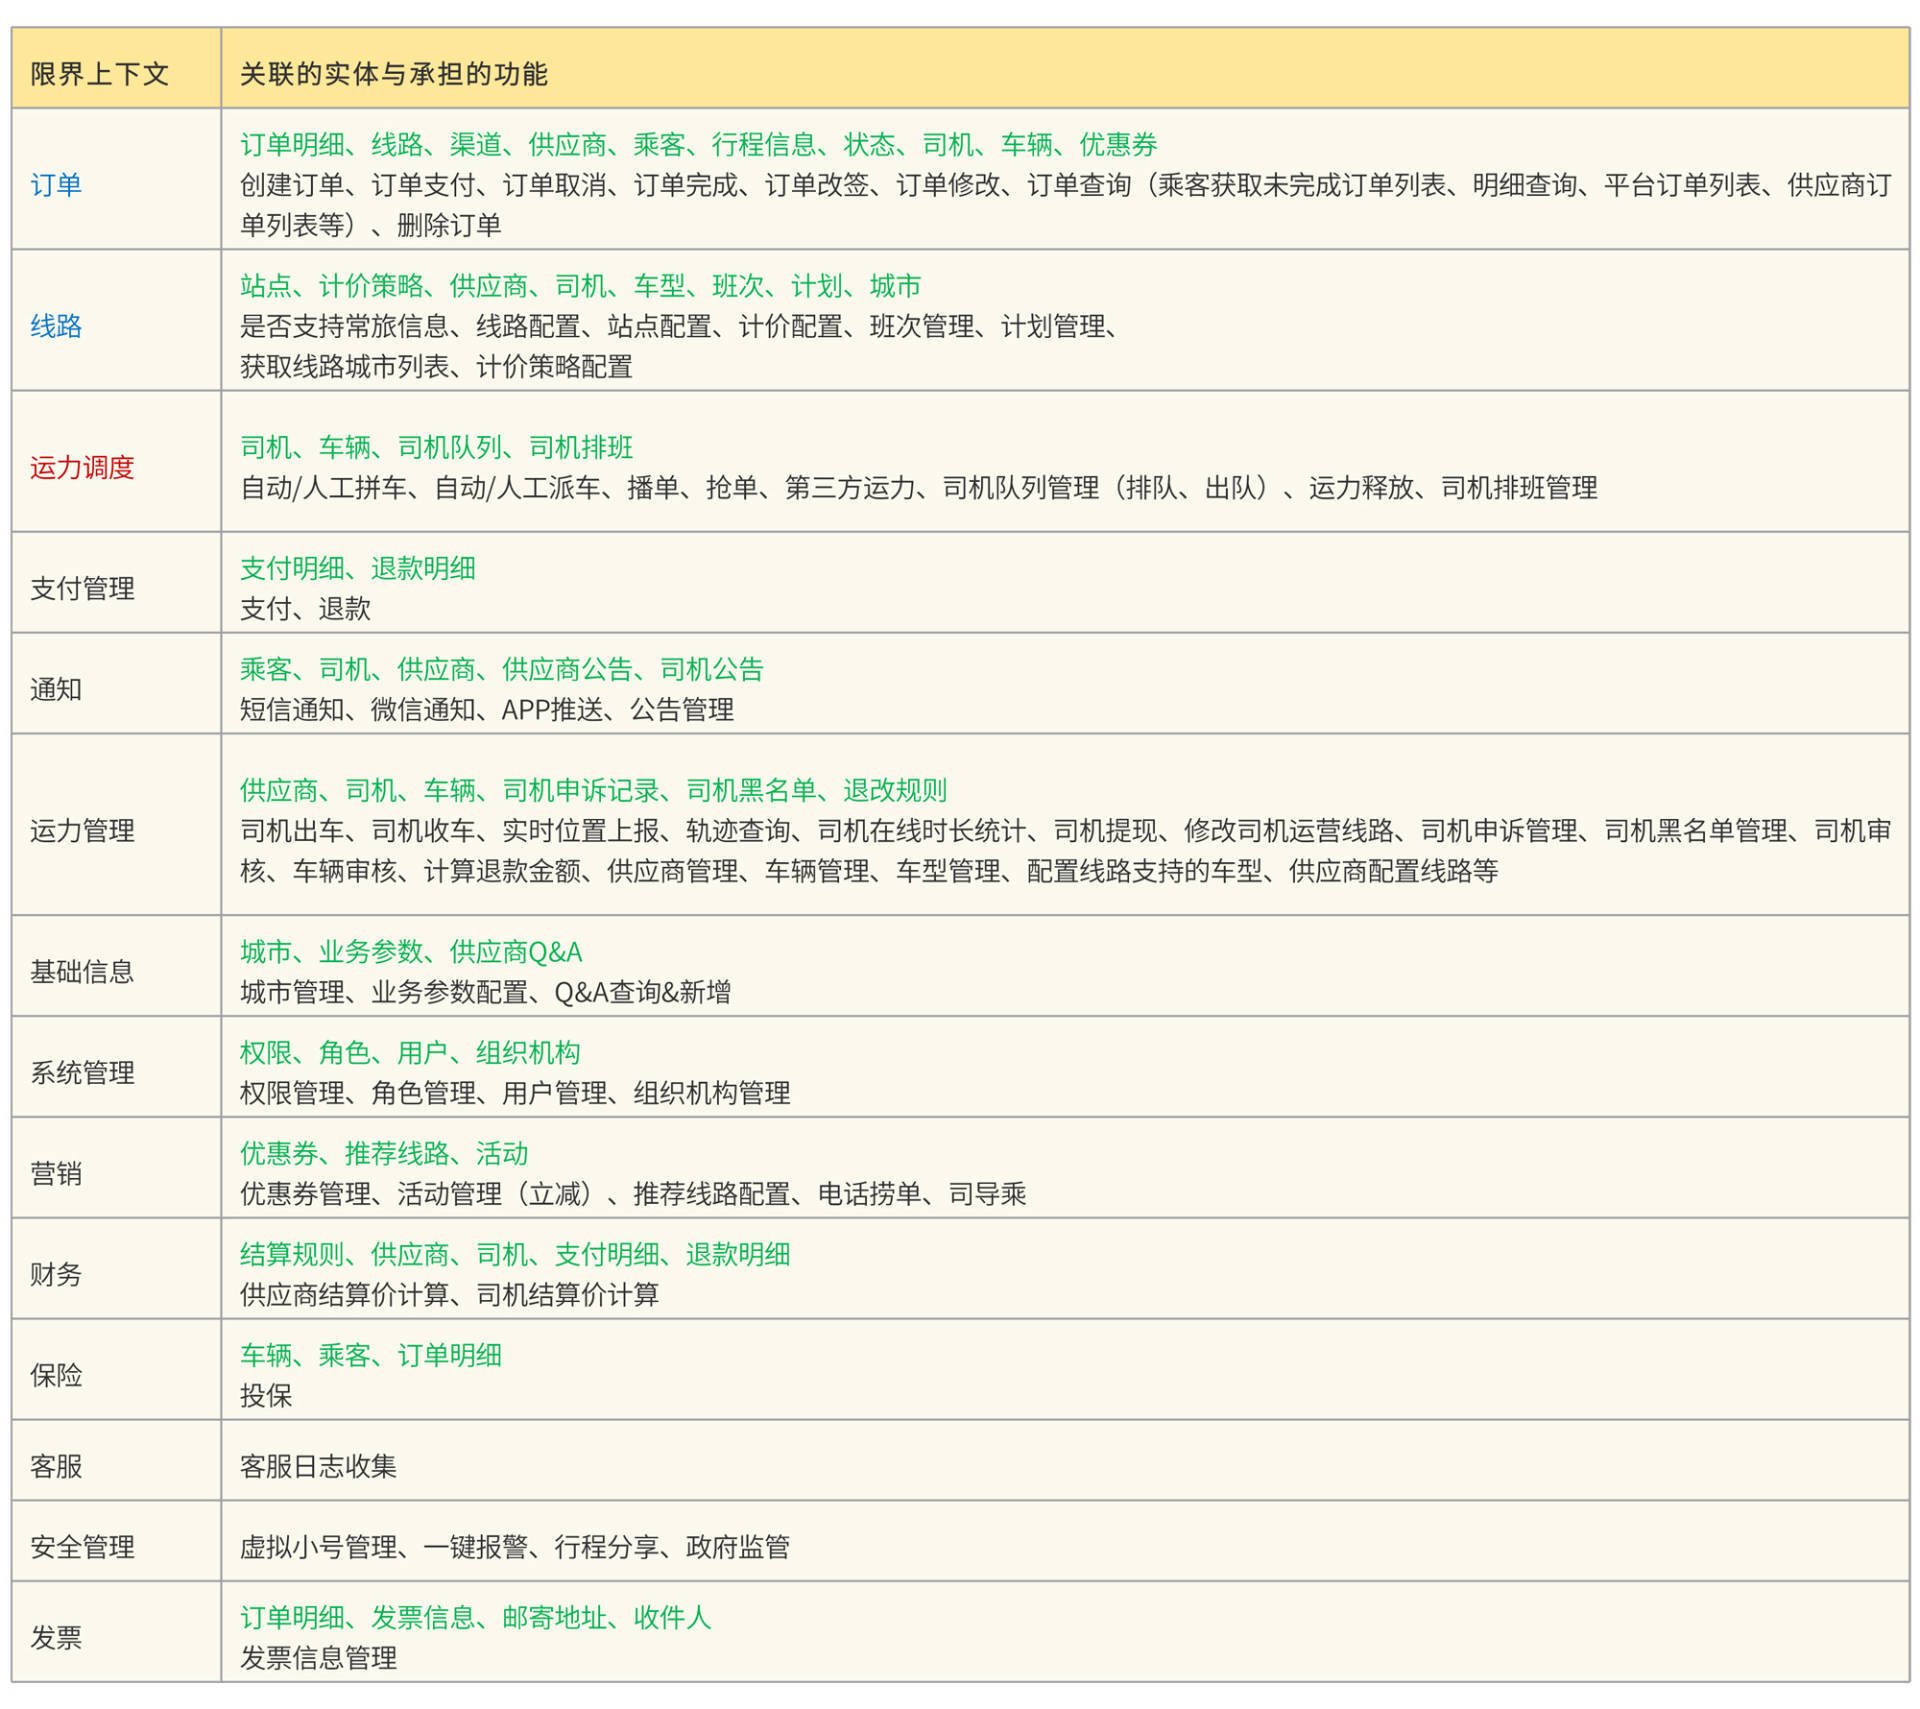 限界上下文
关联的实体与承担的功能
订单
订单明细、线路、渠道、供应商、乘客、行程信息、状态、司机、车辆、优惠券
创建订单、订单支付、订单取消、订单完成、订单改签、订单修改、订单查询（乘客获取未完成订单列表、明细查询、平台订单列表、供应商订
单列表等）、删除订单
线路
站点、计价策略、供应商、司机、车型、班次、计划、城市
是否支持常旅信息、线路配置、站点配置、计价配置、班次管理、计划管理、
获取线路城市列表、计价策略配置
运力调度
司机、车辆、司机队列、司机排班
自动/人工拼车、自动/人工派车、播单、抢单、第三方运力、司机队列管理（排队、出队）、运力释放、司机排班管理
支付管理
支付明细、退款明细
支付、退款
通知
乘客、司机、供应商、供应商公告、司机公告
短信通知、微信通知、APP推送、公告管理
运力管理
供应商、司机、车辆、司机申诉记录、司机黑名单、退改规则
司机出车、司机收车、实时位置上报、轨迹查询、司机在线时长统计、司机提现、修改司机运营线路、司机申诉管理、司机黑名单管理、司机审
核、车辆审核、计算退款金额、供应商管理、车辆管理、车型管理、配置线路支持的车型、供应商配置线路等
基础信息
城市、业务参数、供应商Q&A
城市管理、业务参数配置、Q&A查询&新增
系统管理
权限、角色、用户、组织机构
权限管理、角色管理、用户管理、组织机构管理
营销
优惠券、推荐线路、活动
优惠券管理、活动管理（立减）、推荐线路配置、电话捞单、司导乘
财务
结算规则、供应商、司机、支付明细、退款明细
供应商结算价计算、司机结算价计算
保险
车辆、乘客、订单明细
投保
客服
客服日志收集
安全管理
虚拟小号管理、一键报警、行程分享、政府监管
发票
订单明细、发票信息、邮寄地址、收件人
发票信息管理